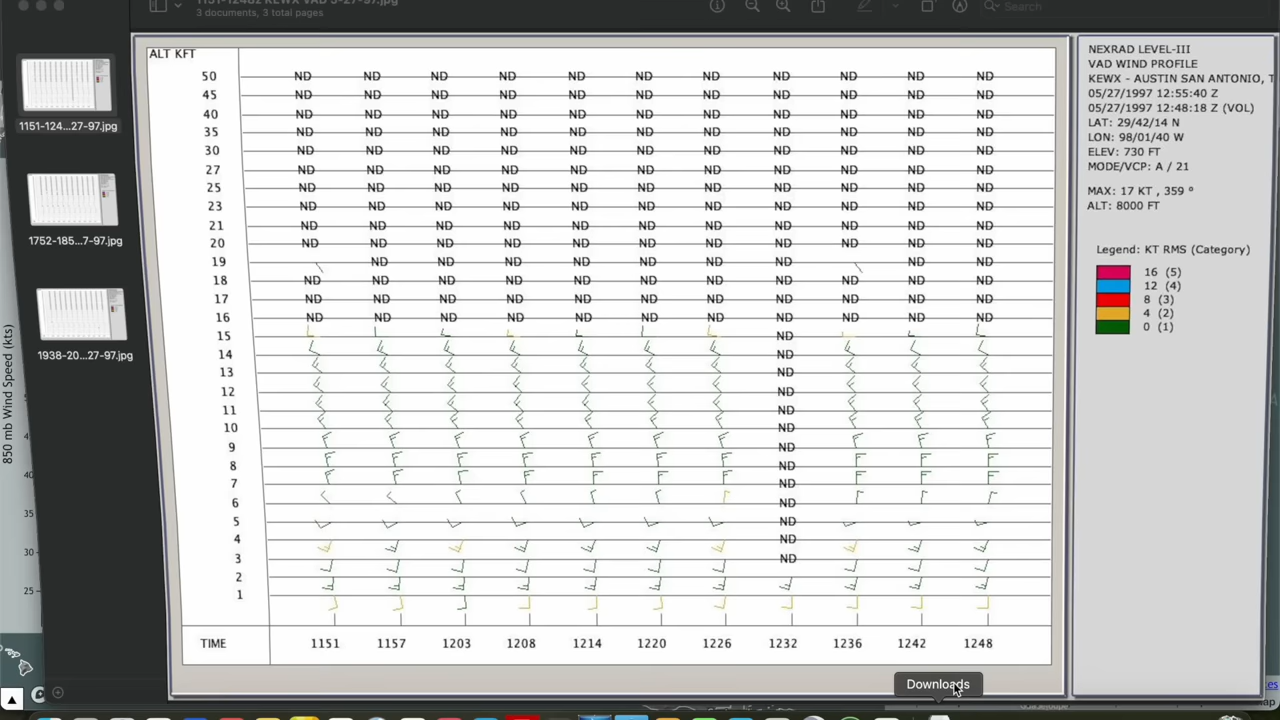 1151-1248z KEWX VAD 5-27-97.jpg
3 documents, 3 total pages
Search
1151-124...27-97.jpg
1752-185...7-97.jpg
1938-20...27-97.jpg
850 mb Wind Speed (kts)
40
35
30
25
ALT KFT
50 ND ND ND ND ND ND ND ND ND ND ND
45 ND ND ND ND ND ND ND ND ND ND ND
40 ND ND ND ND ND ND ND ND ND ND ND
35 ND ND ND ND ND ND ND ND ND ND ND
30 ND ND ND ND ND ND ND ND ND ND ND
27 ND ND ND ND ND ND ND ND ND ND ND
25 ND ND ND ND ND ND ND ND ND ND ND
23 ND ND ND ND ND ND ND ND ND ND ND
21 ND ND ND ND ND ND ND ND ND ND ND
20 ND ND ND ND ND ND ND ND ND ND ND
19 ND ND ND ND ND ND ND ND ND
18 ND ND ND ND ND ND ND ND ND ND ND
17 ND ND ND ND ND ND ND ND ND ND ND
16 ND ND ND ND ND ND ND ND ND ND ND
15 ND
14 ND
13 ND
12 ND
11 ND
10 ND
9 ND
8 ND
7 ND
6 ND
5 ND
4 ND
3 ND
2
1
TIME 1151 1157 1203 1208 1214 1220 1226 1232 1236 1242 1248
NEXRAD LEVEL-III
VAD WIND PROFILE
KEWX - AUSTIN SAN ANTONIO, T
05/27/1997 12:55:40 Z
05/27/1997 12:48:18 Z (VOL)
LAT: 29/42/14 N
LON: 98/01/40 W
ELEV: 730 FT
MODE/VCP: A / 21
MAX: 17 KT , 359 º
ALT: 8000 FT
Legend: KT RMS (Category)
16 (5)
12 (4)
8 (3)
4 (2)
0 (1)
Downloads